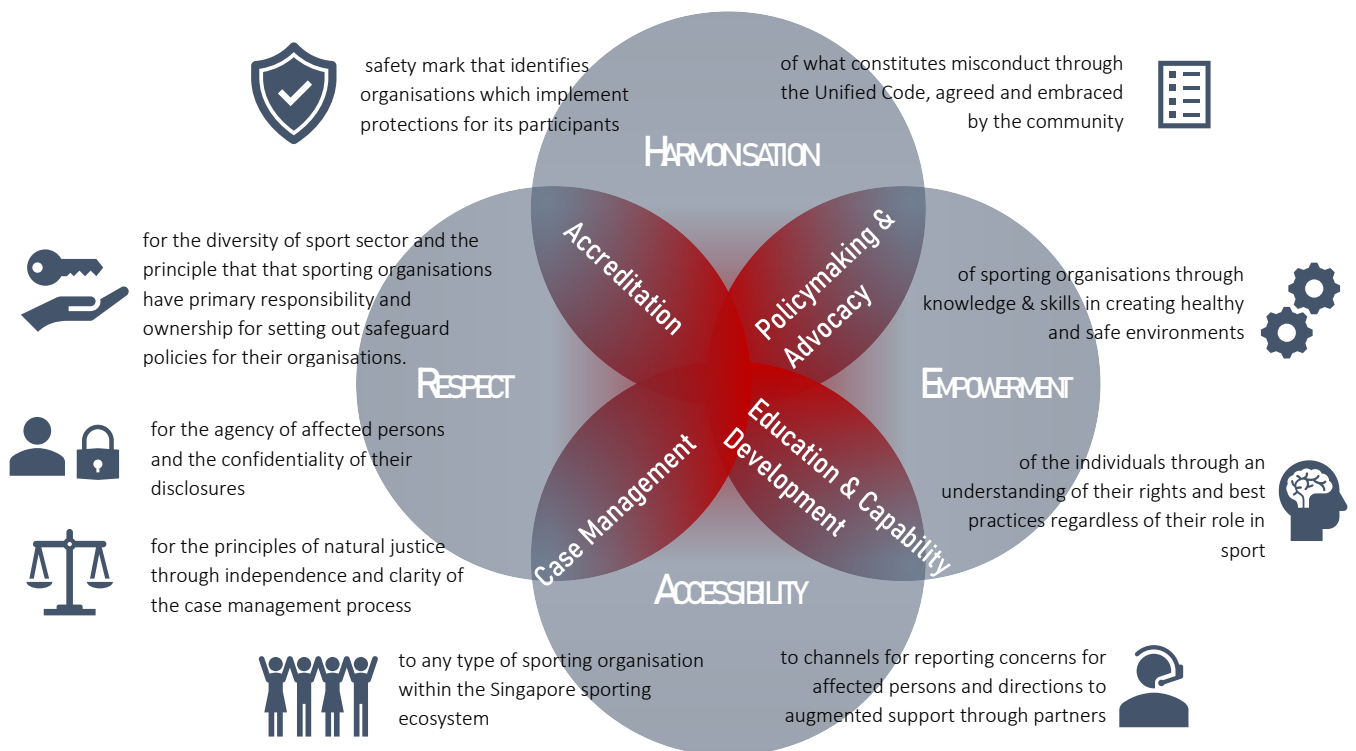 safety mark that identifies
organisations which implement
protections for its participants
of what constitutes misconduct through
the Unified Code, agreed and embraced
by the community
HARMONSATION
for the diversity of sport sector and the
principle that that sporting organisations
have primary responsibility and
ownership for setting out safeguard
policies for their organisations.
Accreditation
Policymaking &
Advocacy
of sporting organisations through
knowledge & skills in creating healthy
and safe environments
RESPECT
EMPOWERMENT
for the agency of affected persons
and the confidentiality of their
disclosures
Case Management
Education & Capability
Development
of the individuals through an
understanding of their rights and best
practices regardless of their role in
sport
for the principles of natural justice
through independence and clarity of
the case management process
ACCESSIBILITY
to any type of sporting organisation
within the Singapore sporting
ecosystem
to channels for reporting concerns for
affected persons and directions to
augmented support through partners